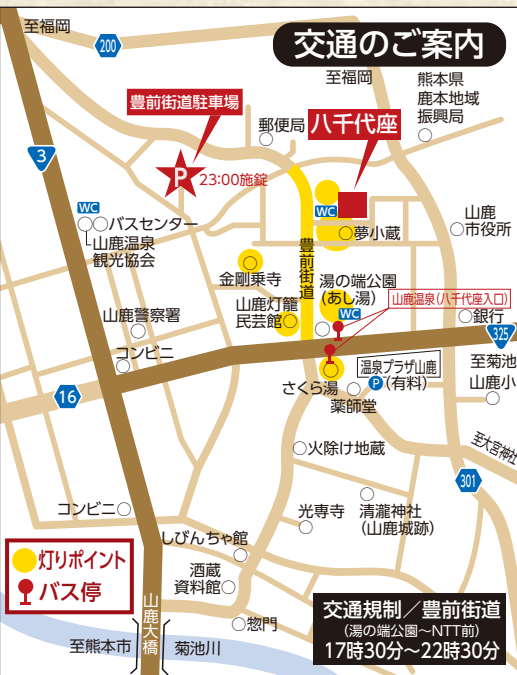 交通のご案内
至福岡
200
至福岡
熊本県
鹿本地域
振興局
豊前街道駐車場
郵便局
八千代座
3
P
23:00施錠
WC
WC
バスセンター
山鹿温泉
観光協会
夢小蔵
山鹿
市役所
豊前街道
金剛乗寺
湯の端公園
(あし湯)
WC
山鹿温泉(八千代座入口)
山鹿灯籠
民芸館
山鹿警察署
銀行
325
コンビニ
温泉プラザ山鹿
P(有料)
至菊池
山鹿小
16
さくら湯
薬師堂
至大宮神社
火除け地蔵
301
コンビニ
光専寺
清瀧神社
(山鹿城跡)
しびんちゃ館
灯りポイント
バス停
酒蔵
資料館
山鹿大橋
惣門
至熊本市
菊池川
交通規制/豊前街道
(湯の端公園~NTT前)
17時30分~22時30分